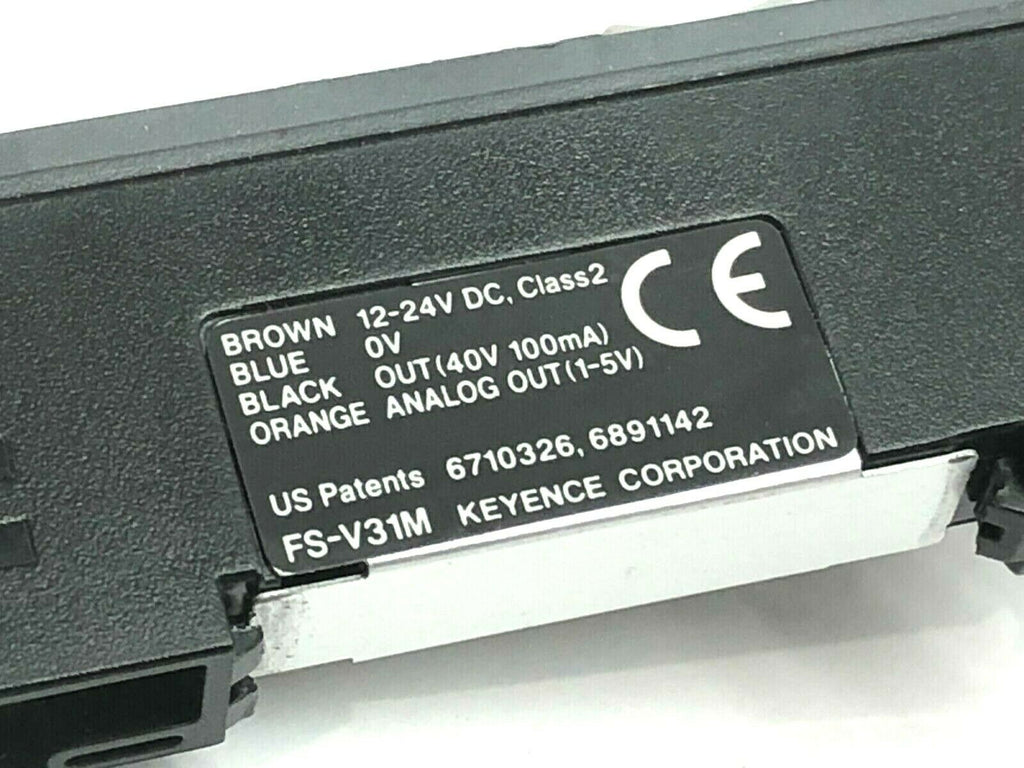 BROWN 12-24V DC, Class2
BLUE 0V
BLACK OUT(40V 100mA)
ORANGE ANALOG OUT(1-5V)
CE
US Patents 6710326, 6891142
FS-V31M KEYENCE CORPORATION